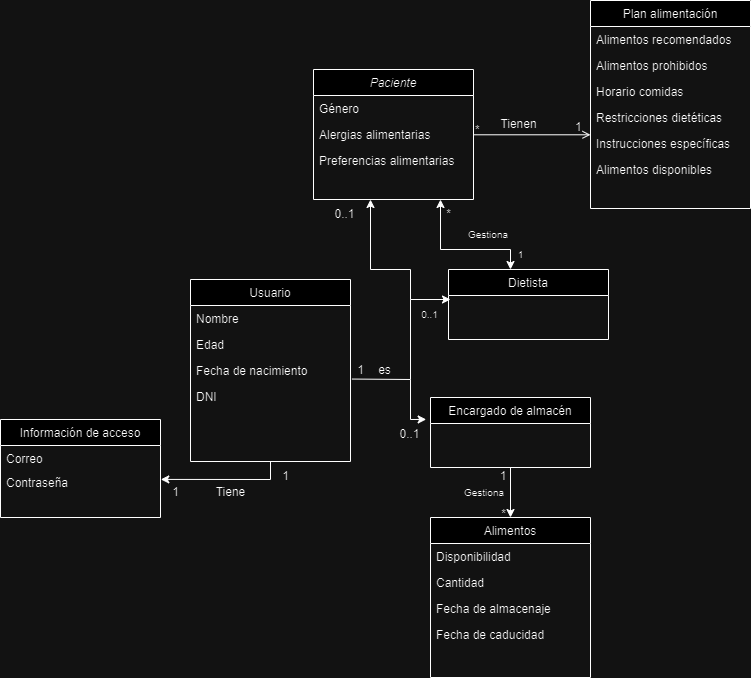 Plan alimentación
Alimentos recomendados
Alimentos prohibidos
Horario comidas
Restricciones dietéticas
Instrucciones específicas
Alimentos disponibles
Paciente
Género
Alergias alimentarias
Preferencias alimentarias
* Tienen 1
0..1
*
Gestiona
1
Dietista
0..1
Usuario
Nombre
Edad
Fecha de nacimiento
DNI
1 es
0..1
Encargado de almacén
Información de acceso
Correo
Contraseña
1 Tiene 1
1
Gestiona
*
Alimentos
Disponibilidad
Cantidad
Fecha de almacenaje
Fecha de caducidad